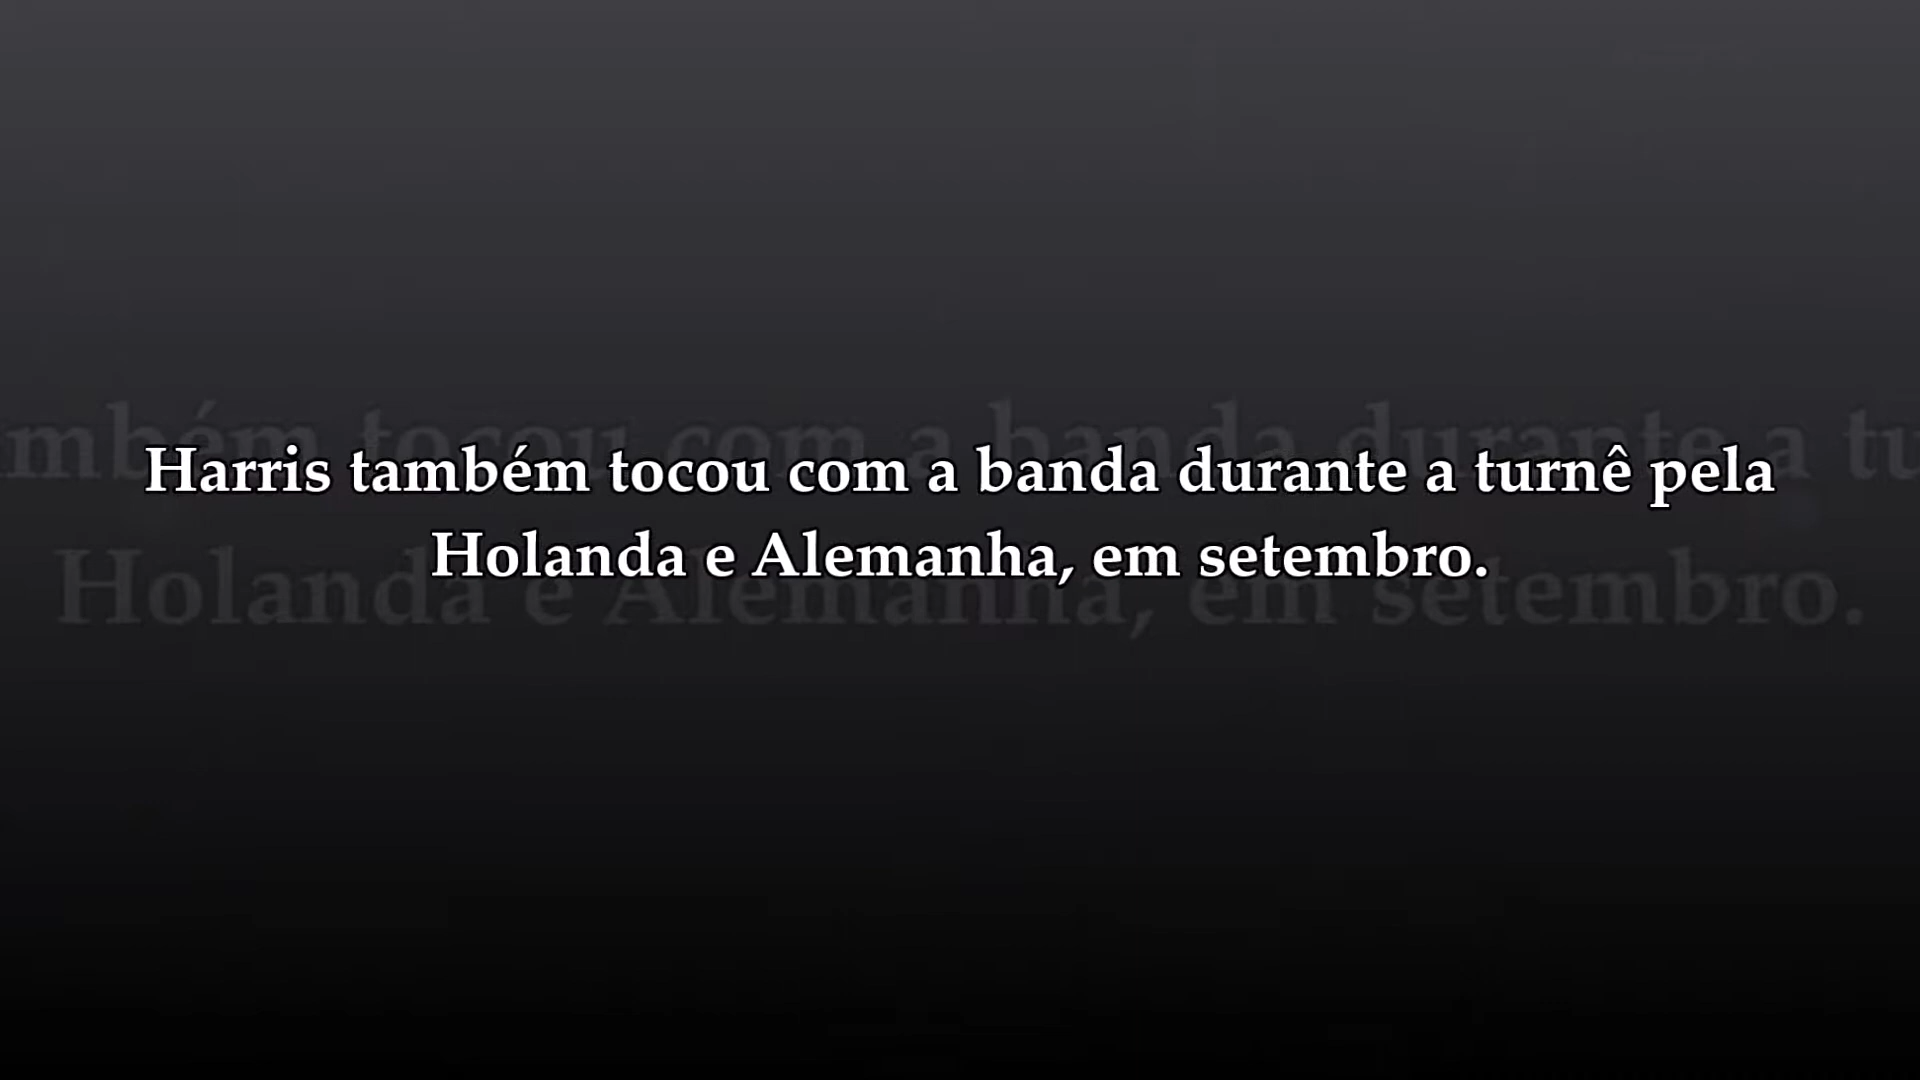 Harris também tocou com a banda durante a turnê pela
Holanda e Alemanha, em setembro.